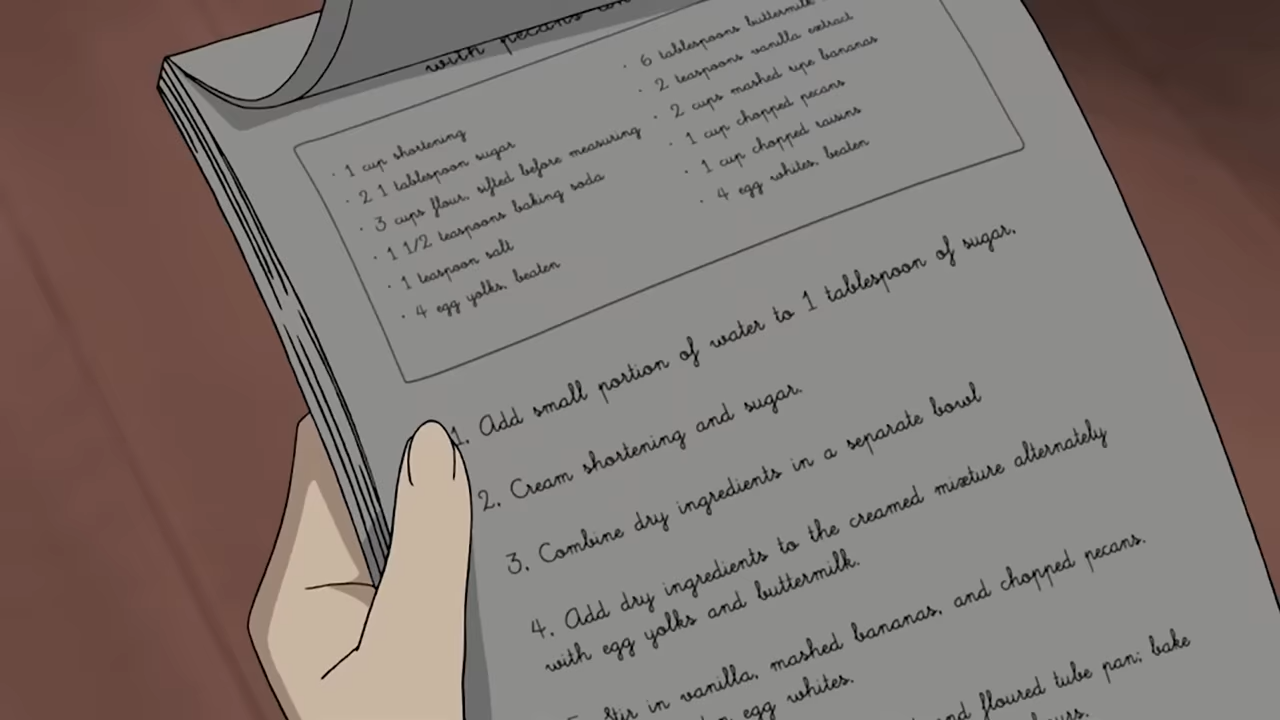 with pecans
· 1 cup shortening
· 2 1 tablespoon sugar
· 3 cups flour, sifted before measuring
· 1 1/2 teaspoons baking soda
· 1 teaspoon salt
· 4 egg yolks, beaten
· 6 tablespoons buttermilk
· 2 teaspoons vanilla extract
· 2 cups mashed ripe bananas
· 1 cup chopped pecans
· 1 cup chopped raisins
· 4 egg whites, beaten
1. Add small portion of water to 1 tablespoon of sugar.
2. Cream shortening and sugar.
3. Combine dry ingredients in a separate bowl
4. Add dry ingredients to the creamed mixture alternately
with egg yolks and buttermilk.
Stir in vanilla, mashed bananas, and chopped pecans.
egg whites.
and floured tube pan; bake